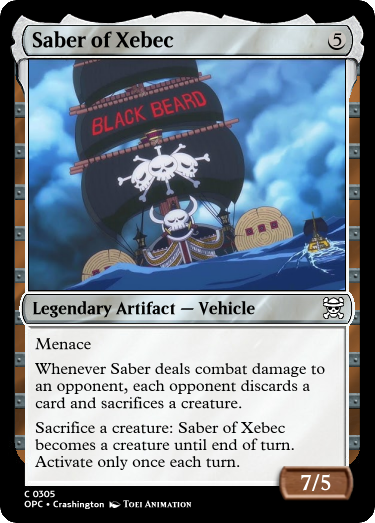 Saber of Xebec 5
BLACK BEARD
Legendary Artifact — Vehicle
Menace
Whenever Saber deals combat damage to
an opponent, each opponent discards a
card and sacrifices a creature.
Sacrifice a creature: Saber of Xebec
becomes a creature until end of turn.
Activate only once each turn.
7/5
C 0305
OPC • Crashington TOEI ANIMATION